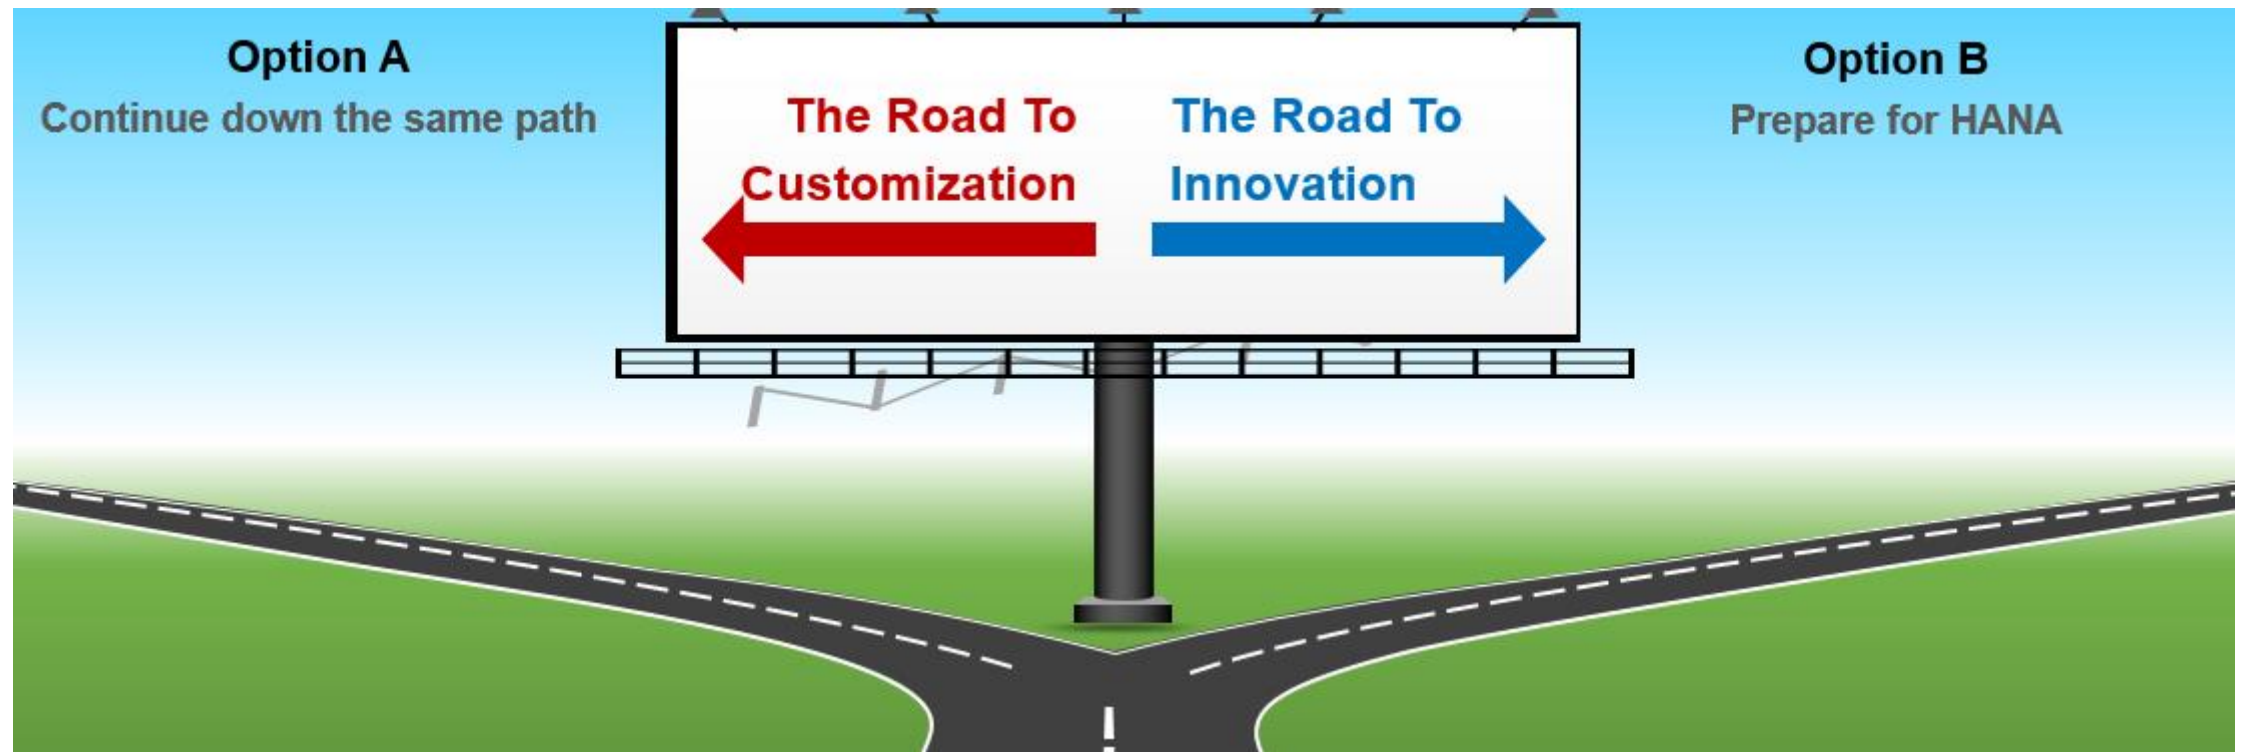 Option A
Continue down the same path
The Road To
Customization
The Road To
Innovation
Option B
Prepare for HANA